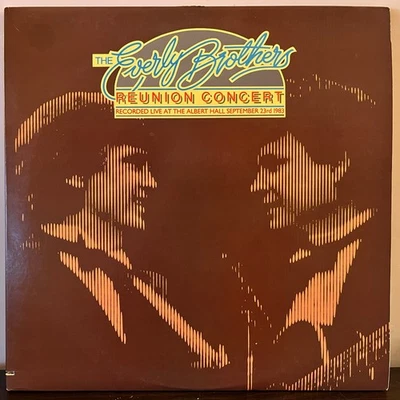 THE Everly Brothers
REUNION CONCERT
RECORDED LIVE AT THE ALBERT HALL, SEPTEMBER 23rd 1983